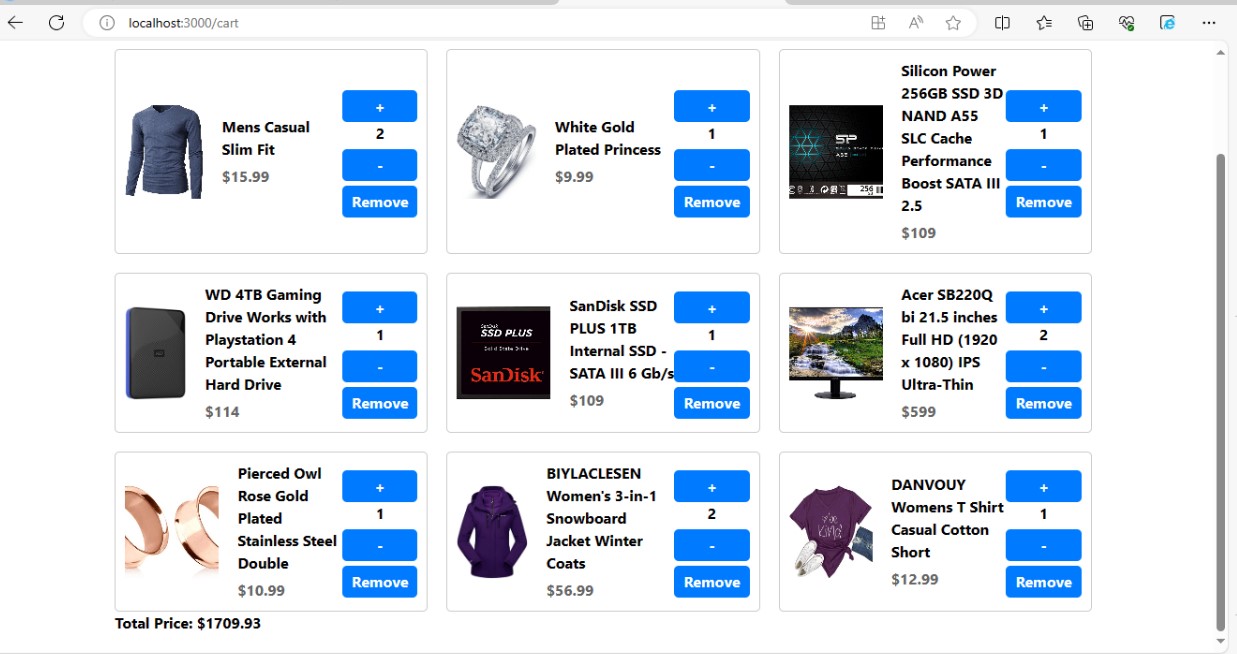 localhost:3000/cart
Mens Casual
Slim Fit
$15.99
+
2
-
Remove
White Gold
Plated Princess
$9.99
+
1
-
Remove
SP
256
Silicon Power
256GB SSD 3D
NAND A55
SLC Cache
Performance
Boost SATA III
2.5
$109
+
1
-
Remove
WD 4TB Gaming
Drive Works with
Playstation 4
Portable External
Hard Drive
$114
+
1
-
Remove
SanDisk
SSD PLUS
Solid State Drive
SanDisk
SanDisk SSD
PLUS 1TB
Internal SSD -
SATA III 6 Gb/s
$109
+
1
-
Remove
Acer SB220Q
bi 21.5 inches
Full HD (1920
x 1080) IPS
Ultra-Thin
$599
+
2
-
Remove
Pierced Owl
Rose Gold
Plated
Stainless Steel
Double
$10.99
+
1
-
Remove
BIYLACLESEN
Women's 3-in-1
Snowboard
Jacket Winter
Coats
$56.99
+
2
-
Remove
DANVOUY
Womens T Shirt
Casual Cotton
Short
$12.99
+
1
-
Remove
Total Price: $1709.93